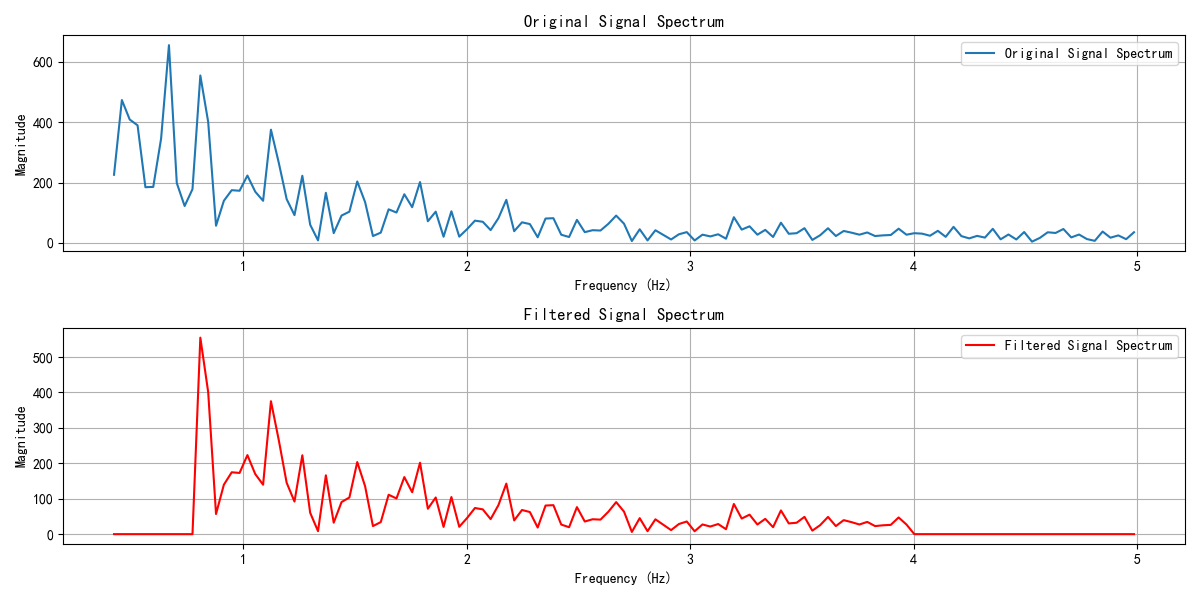 Original Signal Spectrum
Original Signal Spectrum
600
400
200
0
Magnitude
1 2 3 4 5
Frequency (Hz)
Filtered Signal Spectrum
Filtered Signal Spectrum
500
400
300
200
100
0
Magnitude
1 2 3 4 5
Frequency (Hz)